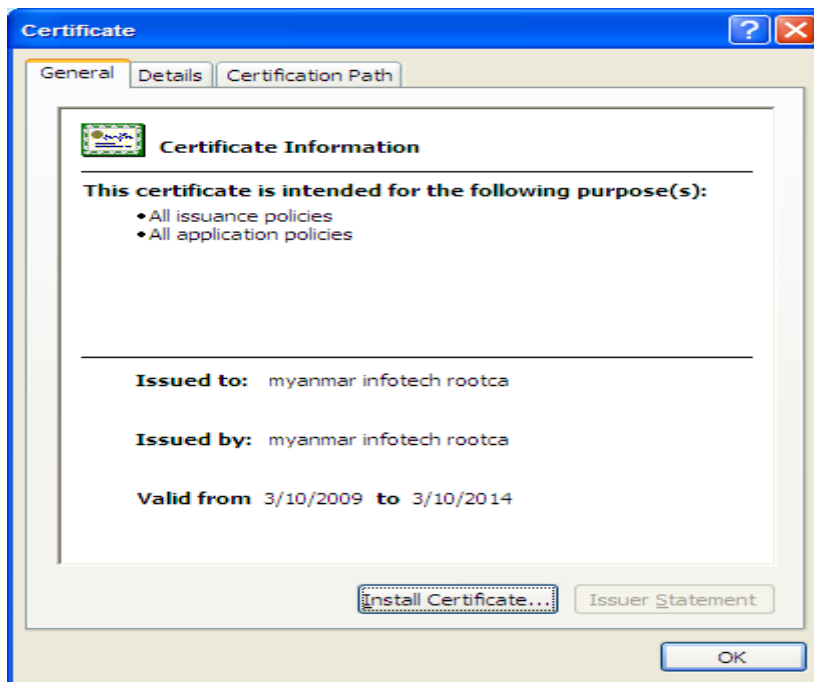 Certificate
General Details Certification Path
Certificate Information
This certificate is intended for the following purpose(s):
•All issuance policies
•All application policies
Issued to: myanmar infotech rootca
Issued by: myanmar infotech rootca
Valid from 3/10/2009 to 3/10/2014
Install Certificate... Issuer Statement
OK